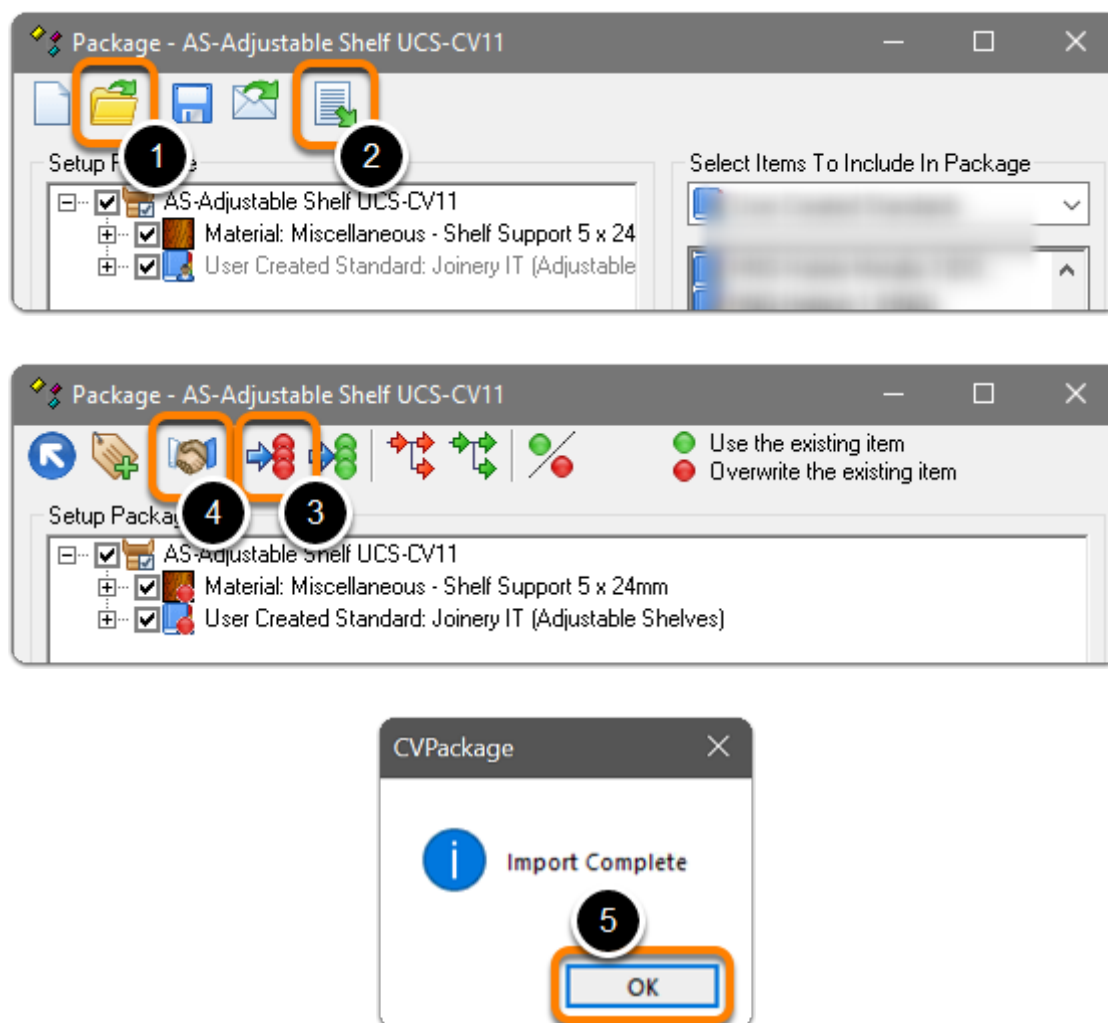 Package - AS-Adjustable Shelf UCS-CV11
1
2
Setup
Select Items To Include In Package
AS-Adjustable Shelf UCS-CV11
Material: Miscellaneous - Shelf Support 5 x 24
User Created Standard: Joinery IT (Adjustable
Package - AS-Adjustable Shelf UCS-CV11
Use the existing item
Overwrite the existing item
4
3
Setup
AS-Adjustable Shelf UCS-CV11
Material: Miscellaneous - Shelf Support 5 x 24mm
User Created Standard: Joinery IT (Adjustable Shelves)
CVPackage
Import Complete
5
OK